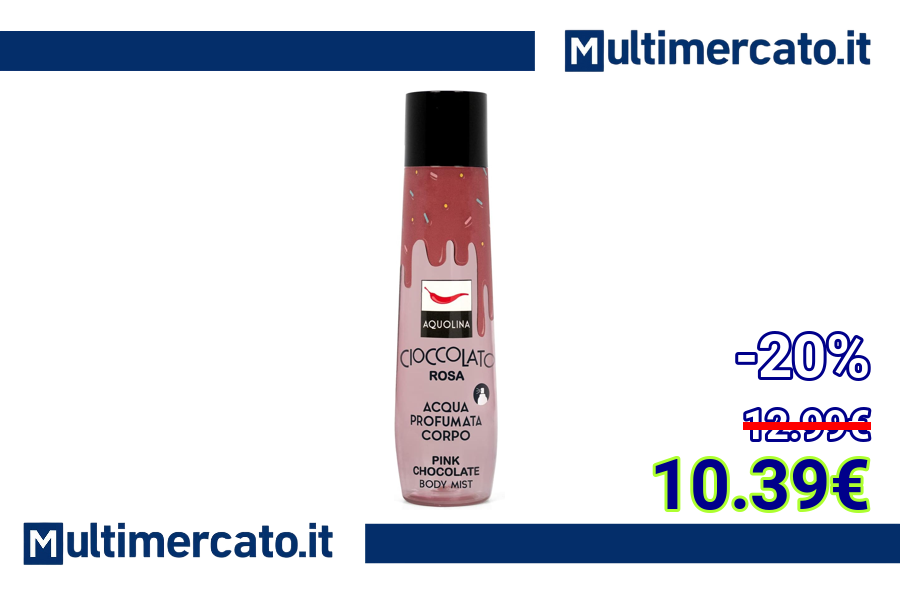 Multimercato.it
AQUOLINA
CIOCCOLATO
ROSA
ACQUA
PROFUMATA
CORPO
PINK
CHOCOLATE
BODY MIST
-20%
12.99€
10.39€
Multimercato.it